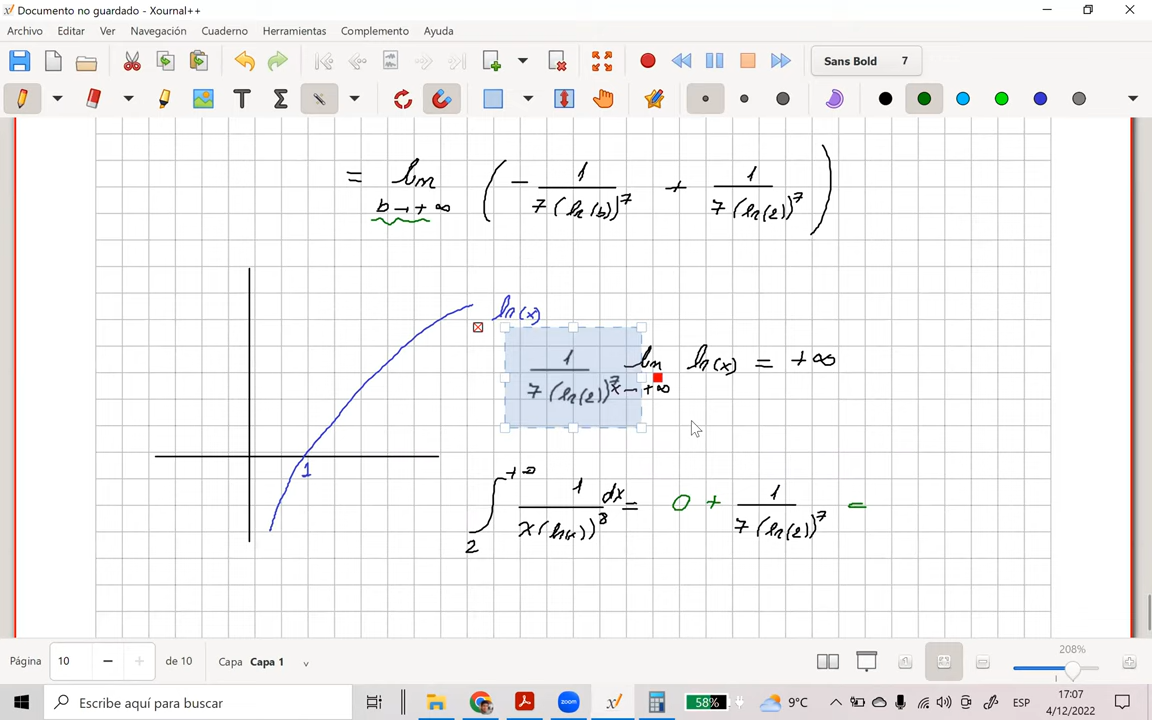 Documento no guardado - Xournal++
Archivo Editar Ver Navegación Cuaderno Herramientas Complemento Ayuda
Sans Bold 7
= lim b→+∞ ( - 1/7(ln(b))^7 + 1/7(ln(2))^7 )
ln(x)
1/7(ln(2))^7
lim x→+∞ ln(x) = +∞
1
∫ 2 +∞ 1/x(ln(x))^8 dx = 0 + 1/7(ln(2))^7 =
Página 10 de 10 Capa Capa 1 208%
Escribe aquí para buscar
zoom
58%
9°C
ESP
17:07
4/12/2022